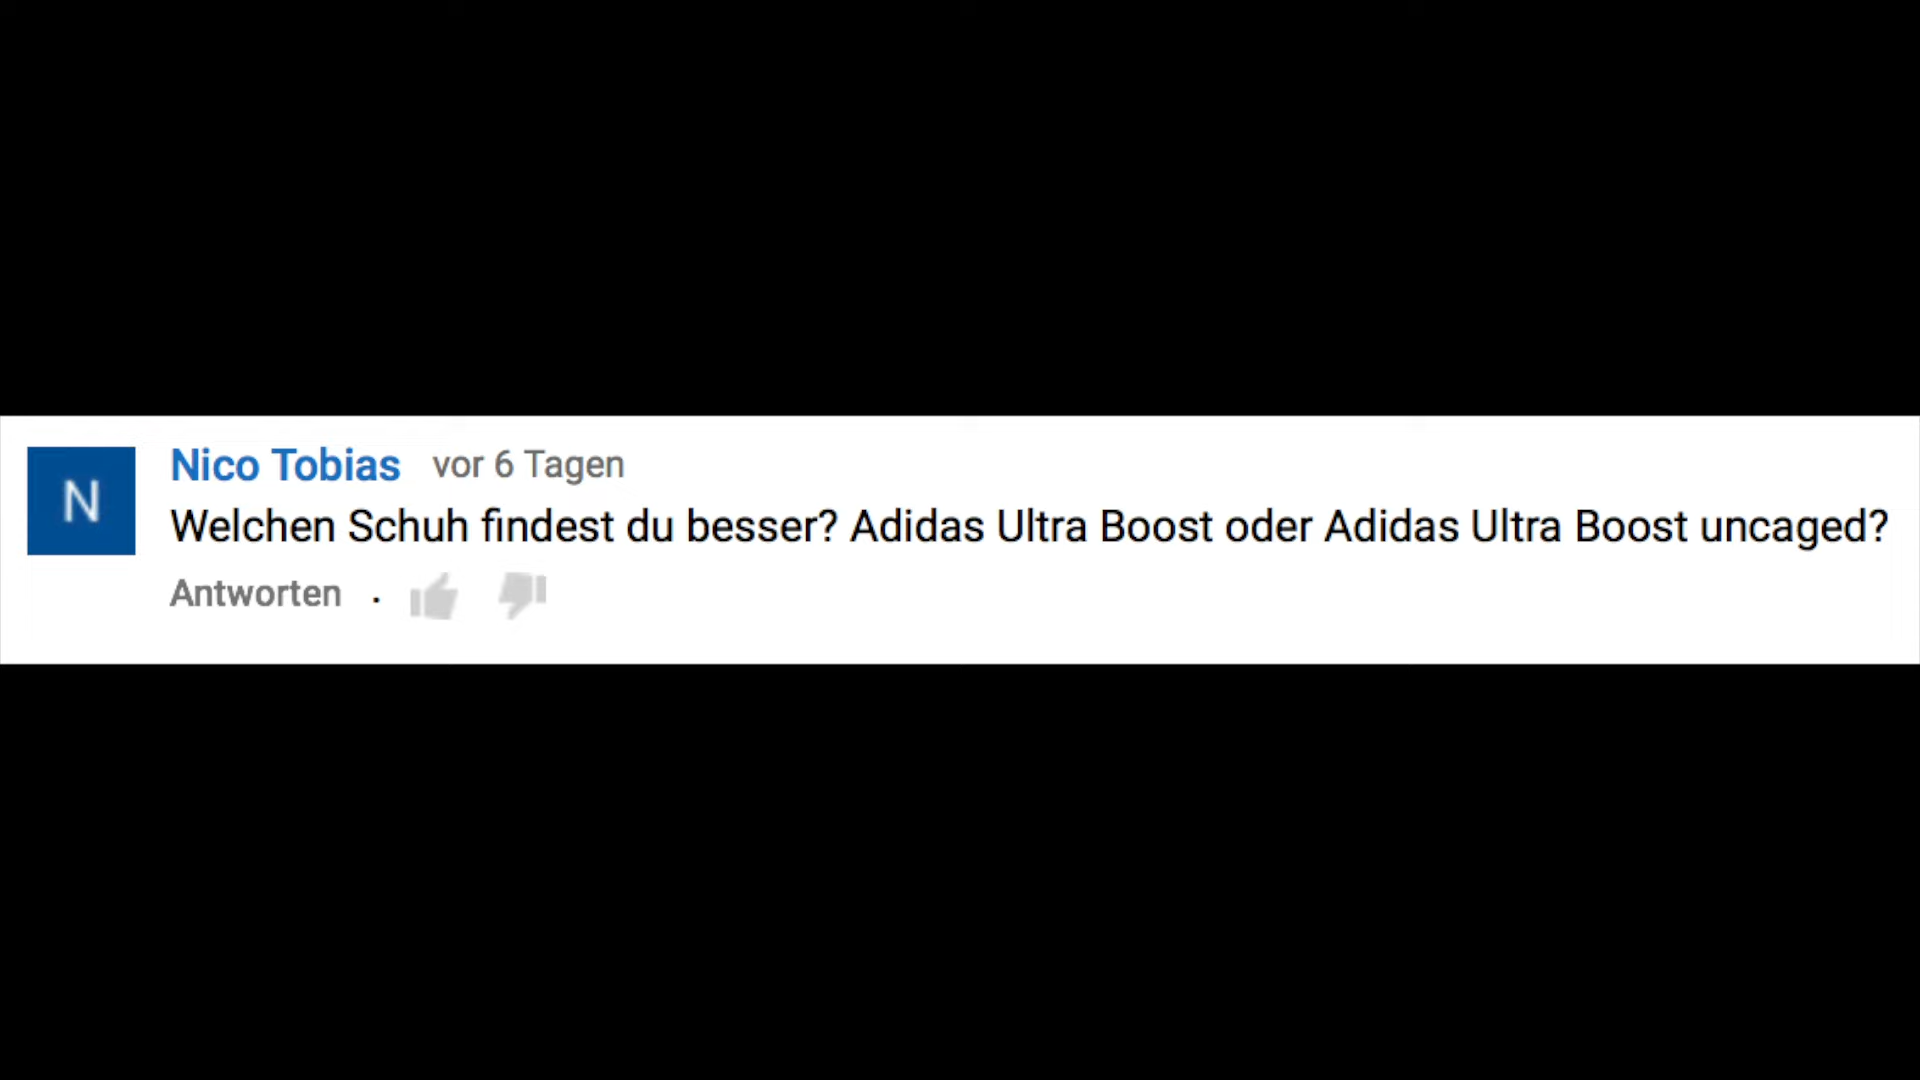 N
Nico Tobias vor 6 Tagen
Welchen Schuh findest du besser? Adidas Ultra Boost oder Adidas Ultra Boost uncaged?
Antworten .